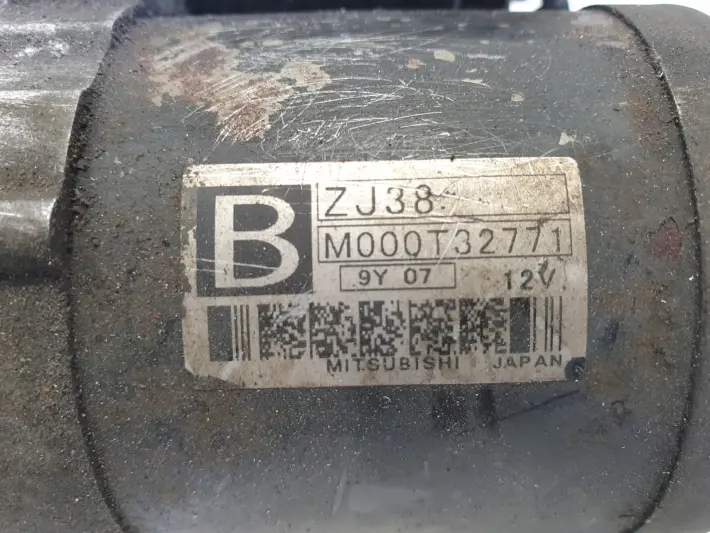 B
ZJ38
M000T32771
9Y 07 12V
MITSUBISHI JAPAN